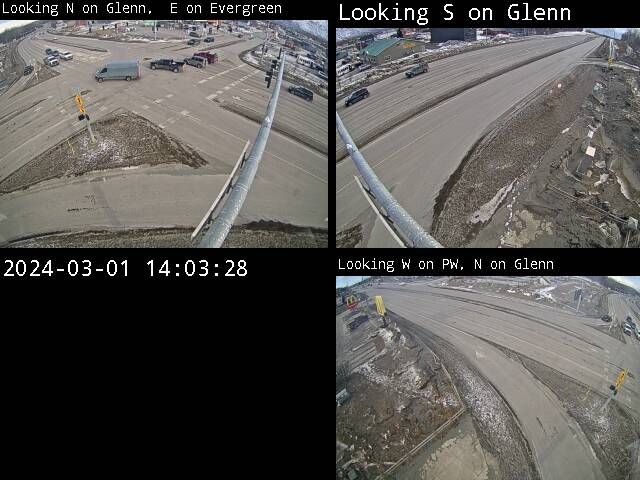 Looking N on Glenn,  E on Evergreen
Looking S on Glenn
2024-03-01 14:03:28
Looking W on PW, N on Glenn